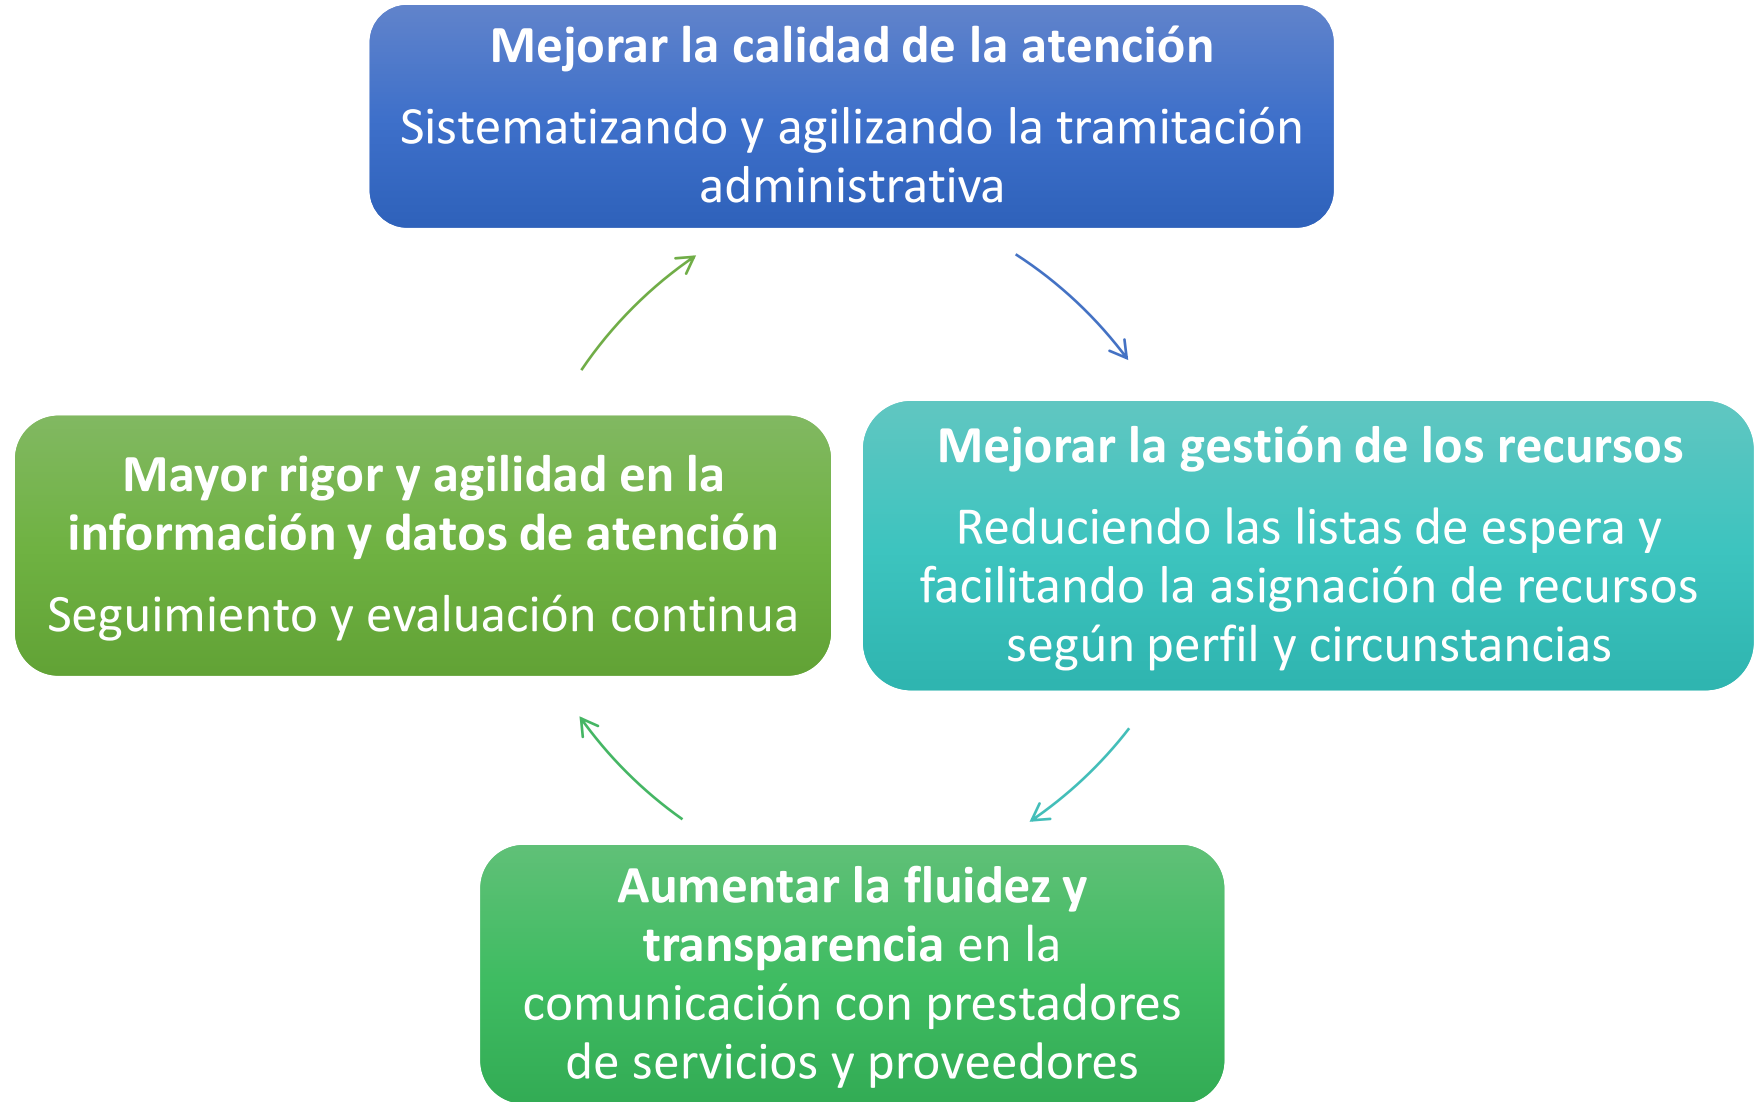 Mejorar la calidad de la atención
Sistematizando y agilizando la tramitación
administrativa
Mejorar la gestión de los recursos
Reduciendo las listas de espera y
facilitando la asignación de recursos
según perfil y circunstancias
Aumentar la fluidez y
transparencia en la
comunicación con prestadores
de servicios y proveedores
Mayor rigor y agilidad en la
información y datos de atención
Seguimiento y evaluación continua